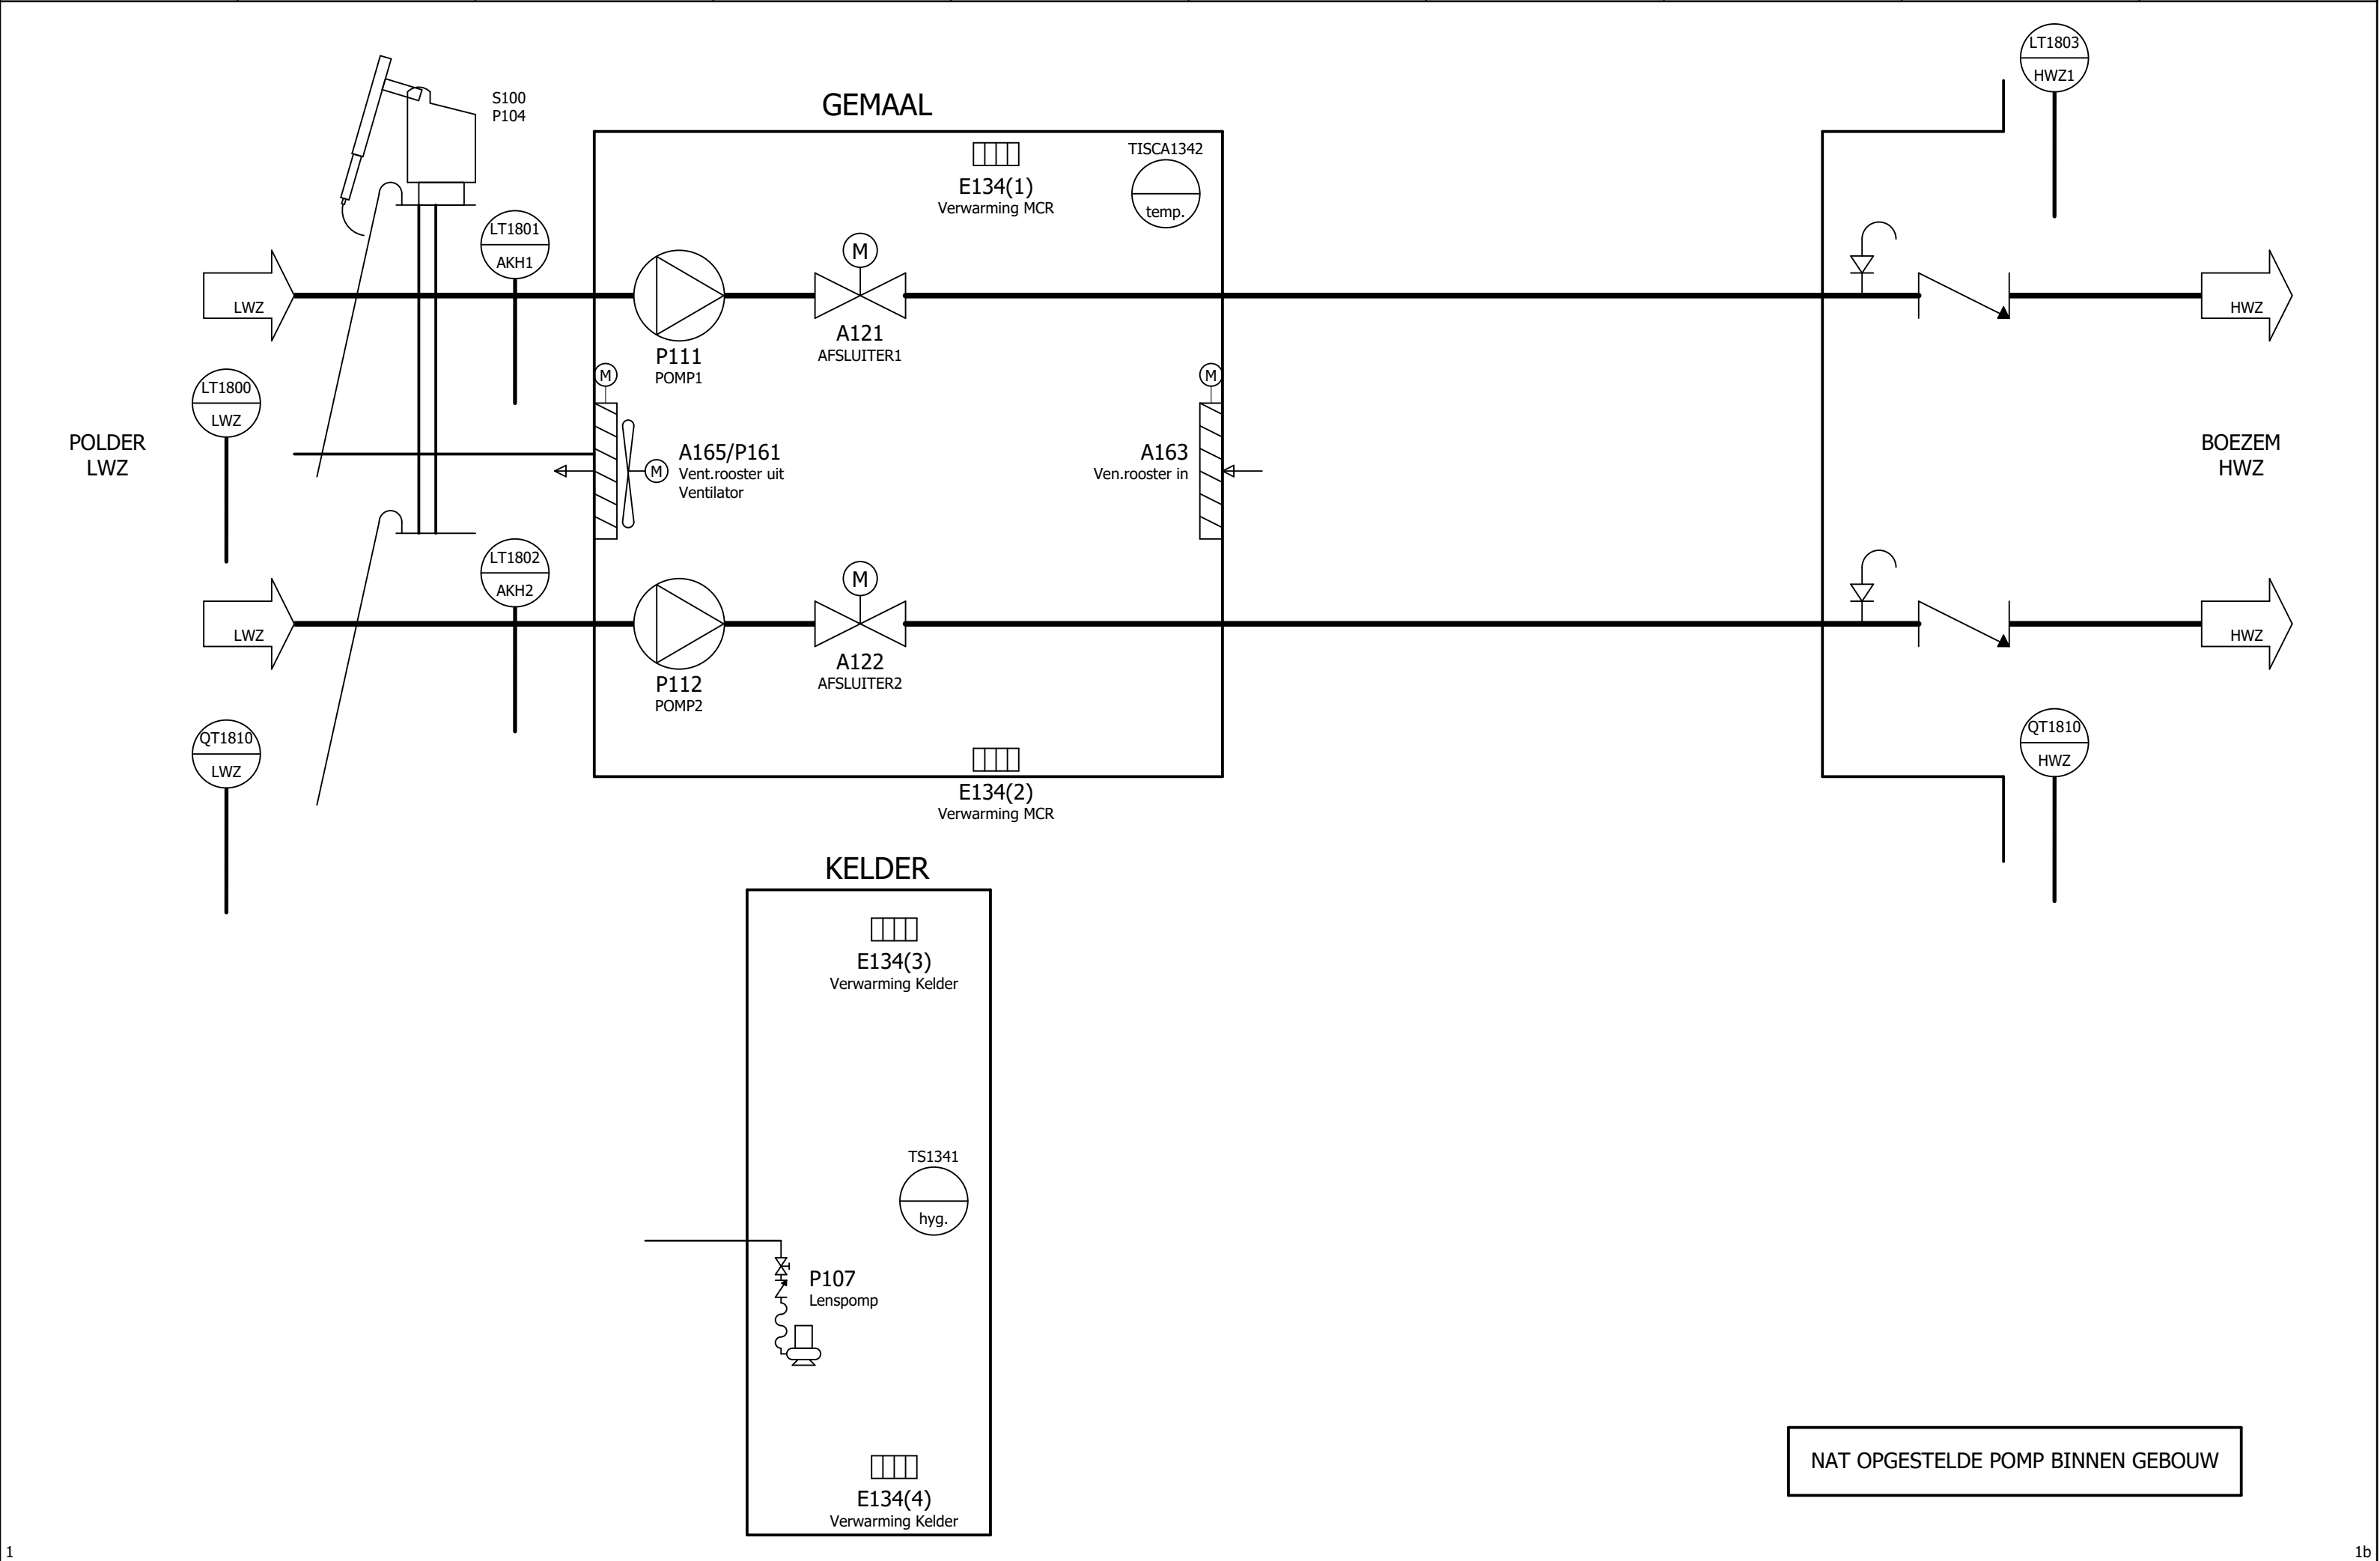 LT1803
HWZ1
S100
P104
GEMAAL
TISCA1342
temp.
E134(1)
Verwarming MCR
LT1801
AKH1
M
LWZ
P111
POMP1
A121
AFSLUITER1
HWZ
LT1800
LWZ
M
M
POLDER
LWZ
A165/P161
Vent.rooster uit
Ventilator
M
A163
Ven.rooster in
BOEZEM
HWZ
LT1802
AKH2
M
LWZ
P112
POMP2
A122
AFSLUITER2
HWZ
QT1810
LWZ
QT1810
HWZ
E134(2)
Verwarming MCR
KELDER
E134(3)
Verwarming Kelder
TS1341
hyg.
P107
Lenspomp
E134(4)
Verwarming Kelder
NAT OPGESTELDE POMP BINNEN GEBOUW
1
1b